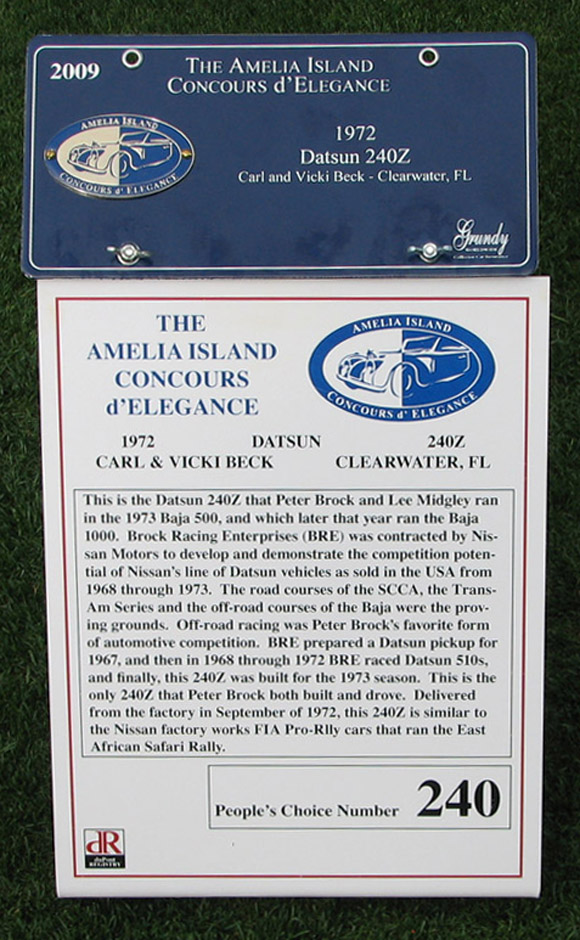 2009
THE AMELIA ISLAND
CONCOURS d'ELEGANCE
AMELIA ISLAND
CONCOURS d' ELEGANCE
1972
Datsun 240Z
Carl and Vicki Beck - Clearwater, FL
Grundy
THE
AMELIA ISLAND
CONCOURS
d'ELEGANCE
AMELIA ISLAND
CONCOURS d' ELEGANCE
1972 DATSUN 240Z
CARL & VICKI BECK CLEARWATER, FL
This is the Datsun 240Z that Peter Brock and Lee Midgley ran
in the 1973 Baja 500, and which later that year ran the Baja
1000. Brock Racing Enterprises (BRE) was contracted by Nis-
san Motors to develop and demonstrate the competition poten-
tial of Nissan's line of Datsun vehicles as sold in the USA from
1968 through 1973. The road courses of the SCCA, the Trans-
Am Series and the off-road courses of the Baja were the prov-
ing grounds. Off-road racing was Peter Brock's favorite form
of automotive competition. BRE prepared a Datsun pickup for
1967, and then in 1968 through 1972 BRE raced Datsun 510s,
and finally, this 240Z was built for the 1973 season. This is the
only 240Z that Peter Brock both built and drove. Delivered
from the factory in September of 1972, this 240Z is similar to
the Nissan factory works FIA Pro-Rlly cars that ran the East
African Safari Rally.
People's Choice Number 240
dR
duPont
REGISTRY